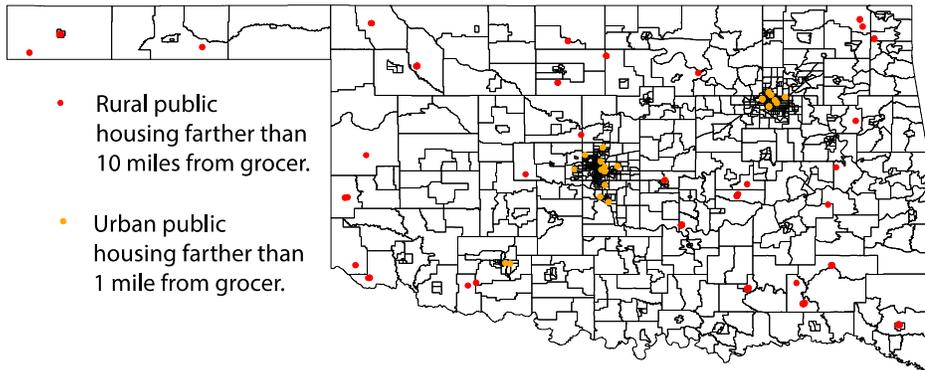 Rural public
housing farther than
10 miles from grocer.
Urban public
housing farther than
1 mile from grocer.